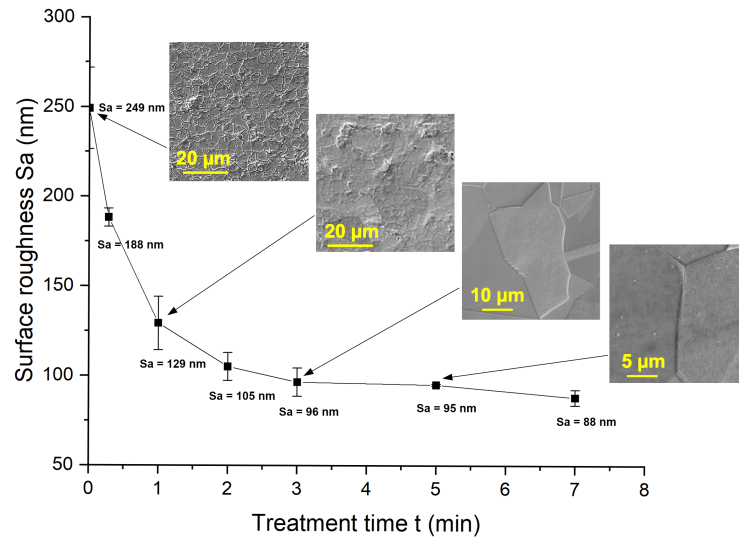 300
250
200
150
100
50
Surface roughness Sa (nm)
Sa = 249 nm
20 µm
Sa = 188 nm
20 µm
Sa = 129 nm
10 µm
Sa = 105 nm
Sa = 96 nm
5 µm
Sa = 95 nm
Sa = 88 nm
0 1 2 3 4 5 6 7 8
Treatment time t (min)